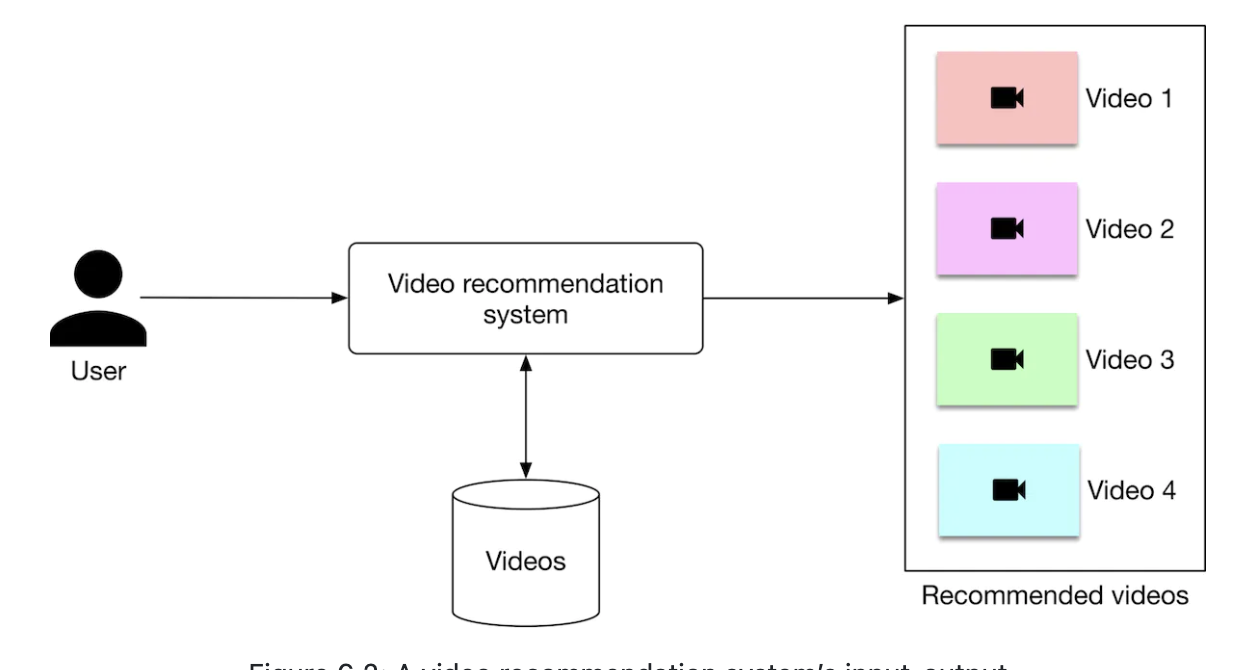 Video 1
Video 2
Video recommendation
system
User
Video 3
Video 4
Videos
Recommended videos
Figure 6.2: A video recommendation system's input-output